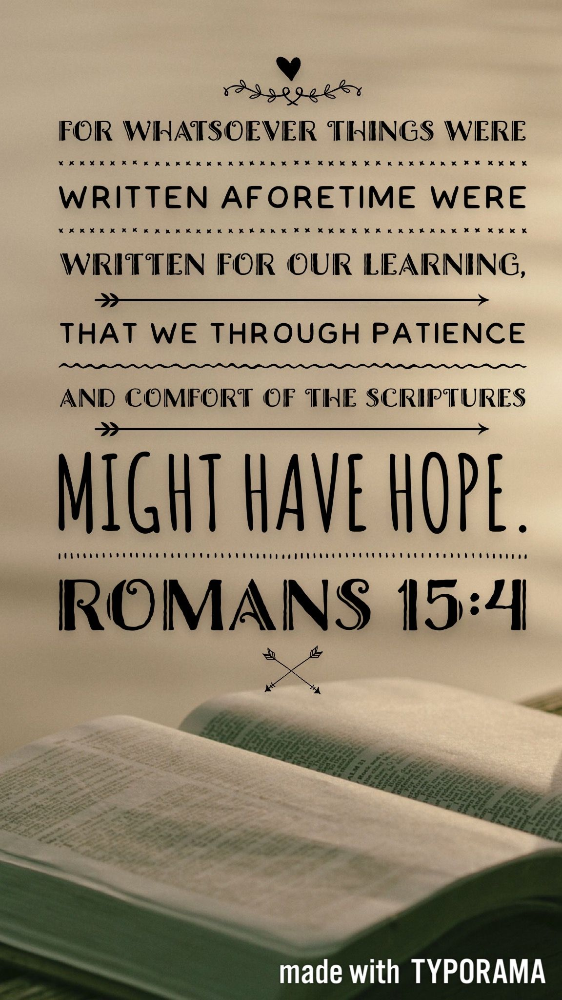 FOR WHATSOEVER THINGS WERE
WRITTEN AFORETIME WERE
WRITTEN FOR OUR LEARNING,
THAT WE THROUGH PATIENCE
AND COMFORT OF THE SCRIPTURES
MIGHT HAVE HOPE.
ROMANS 15:4
made with TYPORAMA